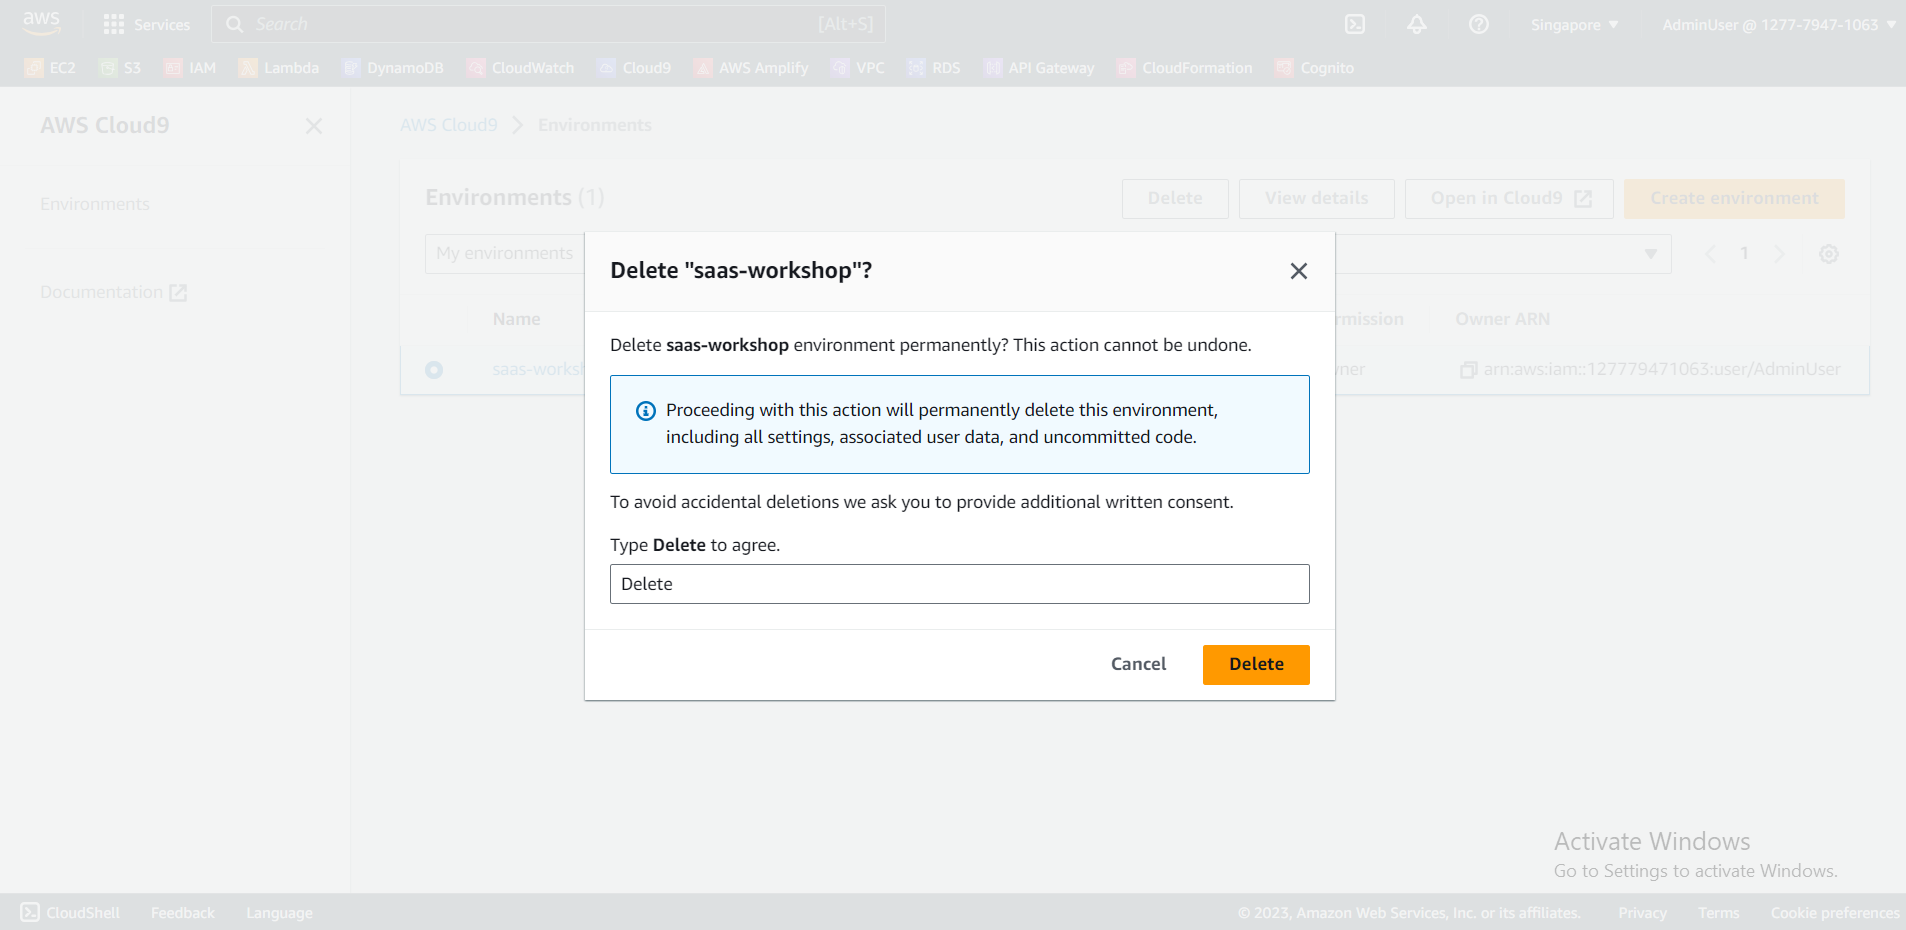 aws
Services
Search
[Alt+S]
Singapore
AdminUser @ 1277-7947-1063
EC2
S3
IAM
Lambda
DynamoDB
CloudWatch
Cloud9
AWS Amplify
VPC
RDS
API Gateway
CloudFormation
Cognito
AWS Cloud9
Environments
Documentation
AWS Cloud9
Environments
Environments (1)
Delete
View details
Open in Cloud9
Create environment
My environments
1
Name
Owner ARN
arn:aws:iam::127779471063:user/AdminUser
Delete "saas-workshop"?
Delete saas-workshop environment permanently? This action cannot be undone.
Proceeding with this action will permanently delete this environment,
including all settings, associated user data, and uncommitted code.
To avoid accidental deletions we ask you to provide additional written consent.
Type Delete to agree.
Delete
Cancel
Delete
Activate Windows
Go to Settings to activate Windows.
CloudShell
Feedback
Language
© 2023, Amazon Web Services, Inc. or its affiliates.
Privacy
Terms
Cookie preferences